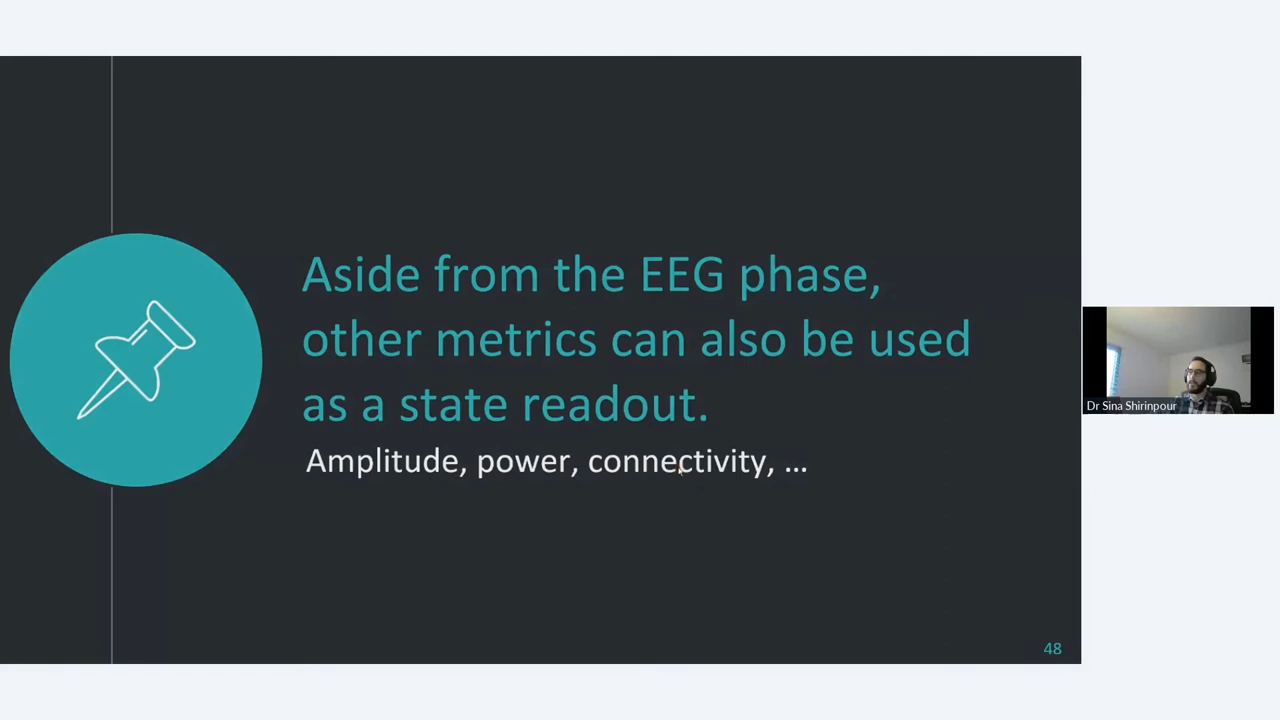 Aside from the EEG phase,
other metrics can also be used
as a state readout.
Amplitude, power, connectivity, ...
Dr Sina Shirinpour
48